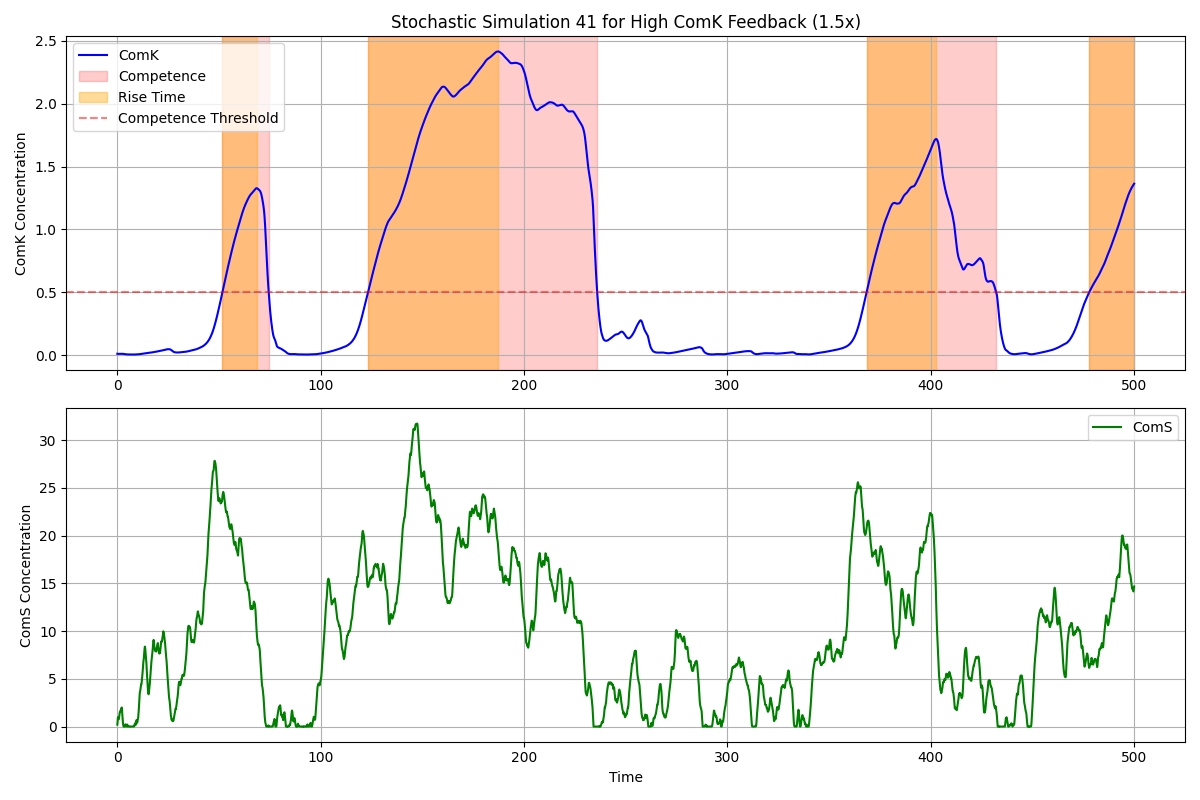 Stochastic Simulation 41 for High ComK Feedback (1.5x)
ComK Concentration
2.5
2.0
1.5
1.0
0.5
0.0
ComK
Competence
Rise Time
Competence Threshold
0 100 200 300 400 500
ComS Concentration
30
25
20
15
10
5
0
ComS
0 100 200 300 400 500
Time